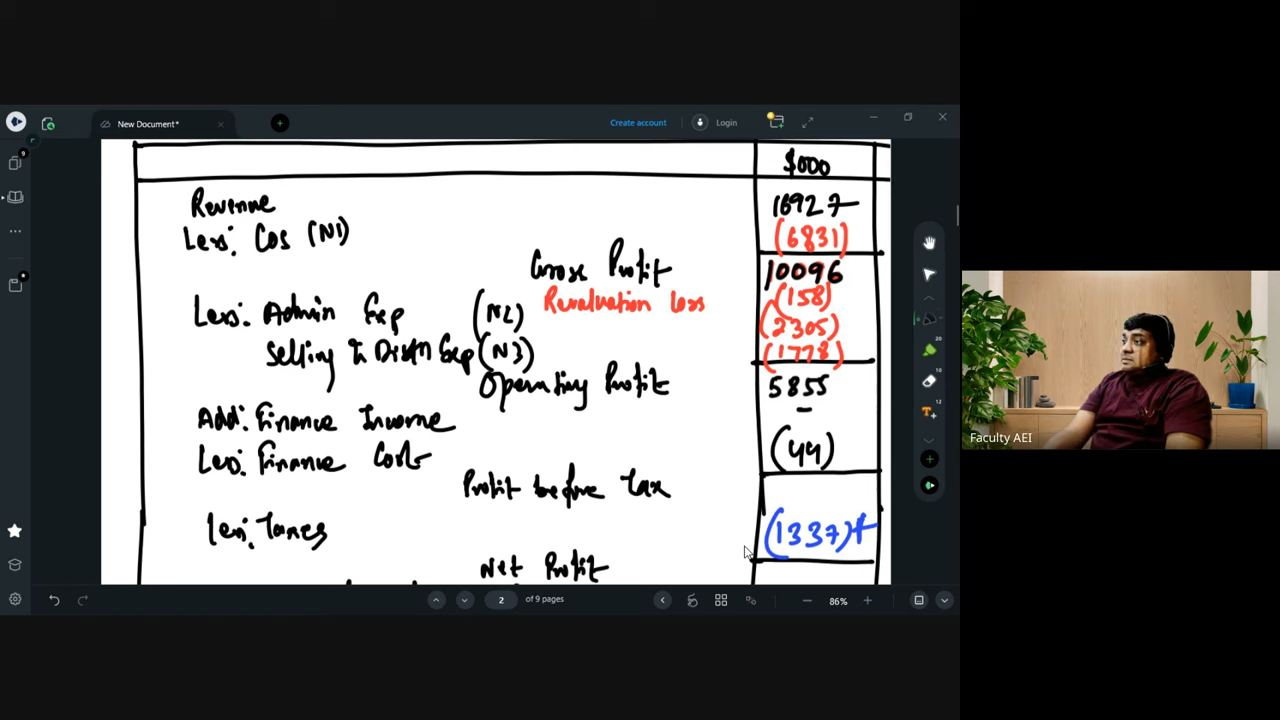 New Document*
Create account
Login
$000
Revenue 16927
Less: Cos (N1) (6831)
Gross Profit 10096
Revaluation Loss (158)
Less: Admin Exp (N2) (2305)
Selling & Distn Exp (N3) (1778)
Operating Profit 5855
Add: Finance Income -
Less: Finance Cost (44)
Profit before Tax
Less: Taxes (1337)
Net Profit
2 of 9 pages
86%
Faculty AEI